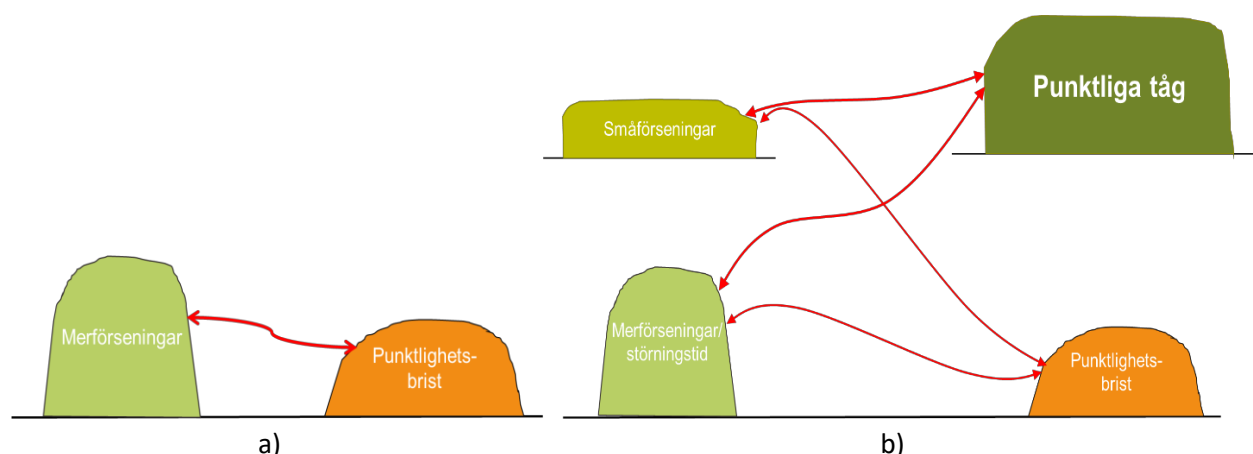 Merförseningar
Punktlighets-
brist
a)
Småförseningar
Punktliga tåg
Merförseningar/
störningstid
Punktlighets-
brist
b)